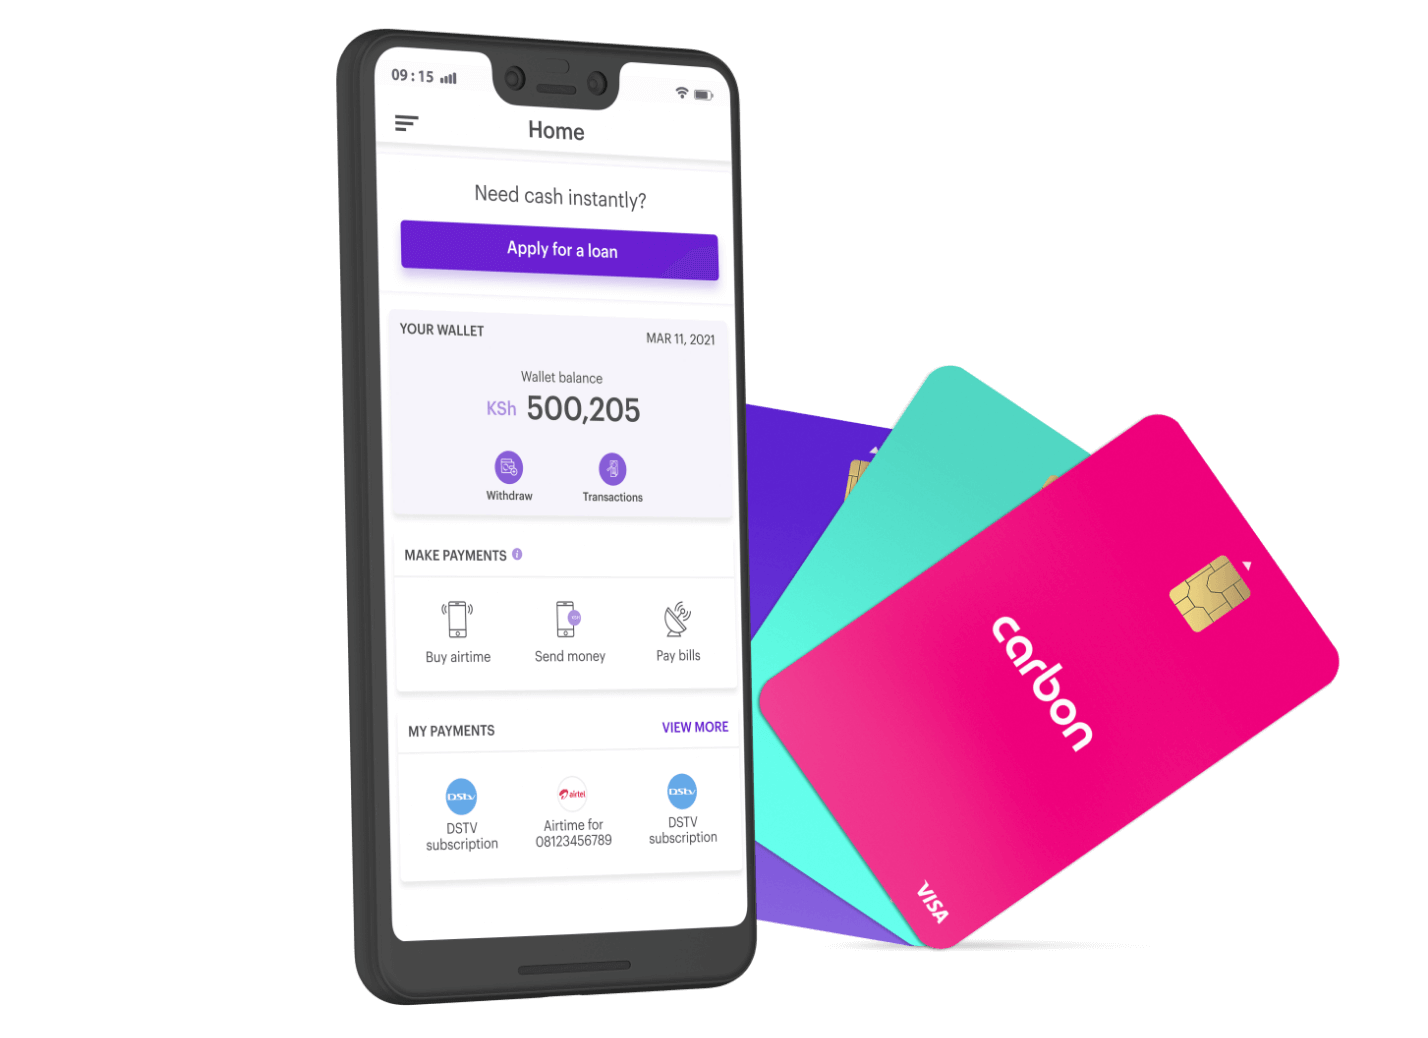 09 : 15
Home
Need cash instantly?
Apply for a loan
YOUR WALLET
MAR 11, 2021
Wallet balance
KSh 500,205
Withdraw
Transactions
MAKE PAYMENTS
Buy airtime
Send money
Pay bills
MY PAYMENTS
VIEW MORE
DStv
airtel
DStv
DSTV
subscription
Airtime for
08123456789
DSTV
subscription
carbon
VISA